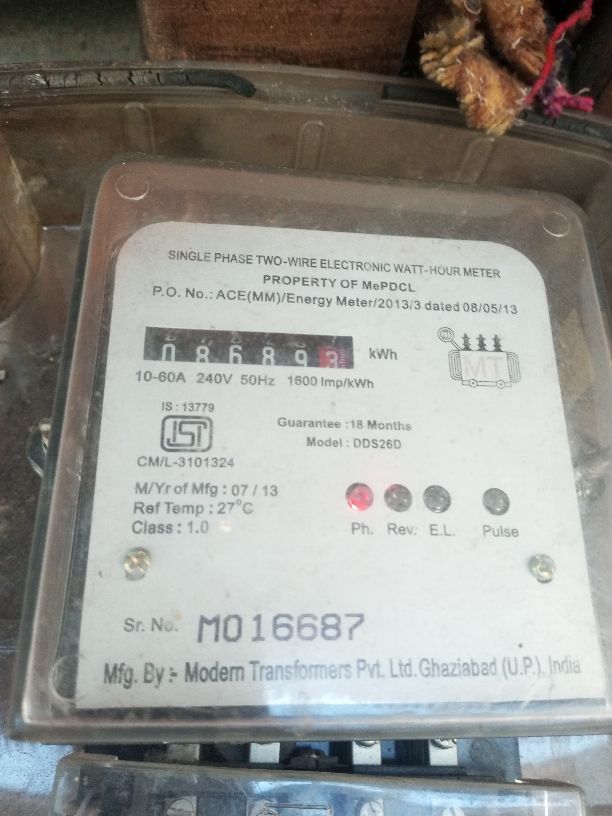 SINGLE PHASE TWO-WIRE ELECTRONIC WATT-HOUR METER
PROPERTY OF MePDCL
P.O. No.: ACE(MM)/Energy Meter/2013/3 dated 08/05/13
086893 kWh
10-60A 240V 50Hz 1600 Imp/kWh
MT
IS : 13779
ISI
CM/L-3101324
Guarantee :18 Months
Model : DDS26D
M/Yr of Mfg : 07 / 13
Ref Temp : 27°C
Class : 1.0
Ph. Rev. E.L. Pulse
Sr. No. M016687
Mfg. By :- Modern Transformers Pvt. Ltd. Ghaziabad (U.P.), India